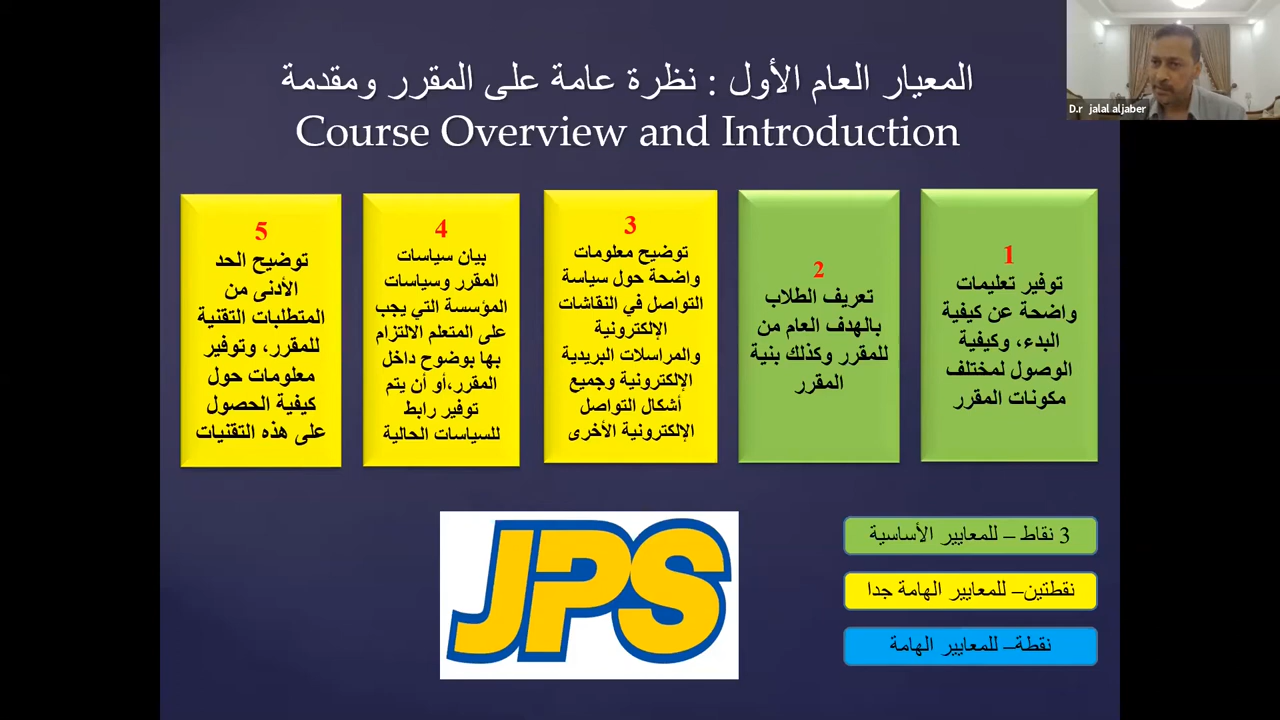 المعيار العام الأول : نظرة عامة على المقرر ومقدمة
Course Overview and Introduction
D.r jalal aljaber
1
توفير تعليمات
واضحة عن كيفية
البدء، وكيفية
الوصول لمختلف
مكونات المقرر
2
تعريف الطلاب
بالهدف العام من
للمقرر وكذلك بنية
المقرر
3
توضيح معلومات
واضحة حول سياسة
التواصل في النقاشات
الإلكترونية
والمراسلات البريدية
الإلكترونية وجميع
أشكال التواصل
الإلكترونية الأخرى
4
بيان سياسات
المقرر وسياسات
المؤسسة التي يجب
على المتعلم الالتزام
بها بوضوح داخل
المقرر،أو أن يتم
توفير رابط
للسياسات الحالية
5
توضيح الحد
الأدنى من
المتطلبات التقنية
للمقرر، وتوفير
معلومات حول
كيفية الحصول
على هذه التقنيات
3 نقاط – للمعايير الأساسية
نقطتين– للمعايير الهامة جدا
نقطة– للمعايير الهامة
JPS